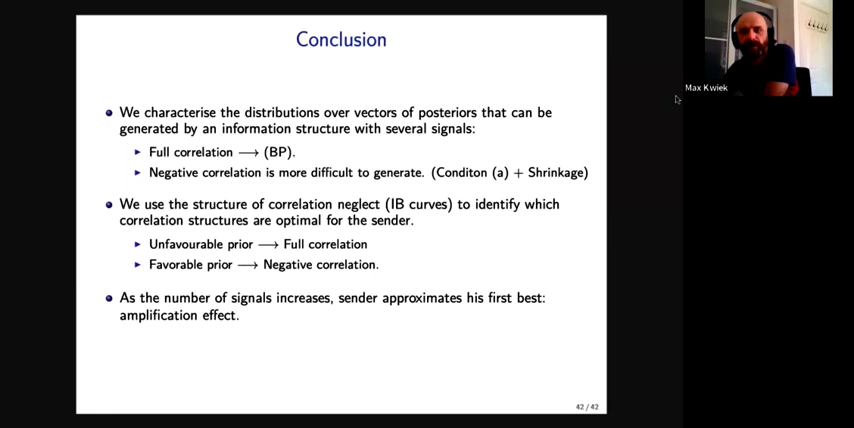 Conclusion
We characterise the distributions over vectors of posteriors that can be
generated by an information structure with several signals:
Full correlation ⟶ (BP).
Negative correlation is more difficult to generate. (Conditon (a) + Shrinkage)
We use the structure of correlation neglect (IB curves) to identify which
correlation structures are optimal for the sender.
Unfavourable prior ⟶ Full correlation
Favorable prior ⟶ Negative correlation.
As the number of signals increases, sender approximates his first best:
amplification effect.
42 / 42
Max Kwiek